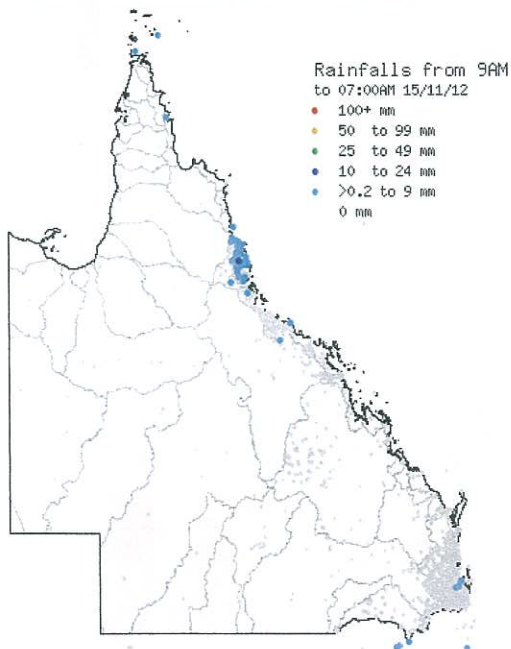 Rainfalls from 9AM
to 07:00AM 15/11/12
100+ mm
50 to 99 mm
25 to 49 mm
10 to 24 mm
>0.2 to 9 mm
0 mm